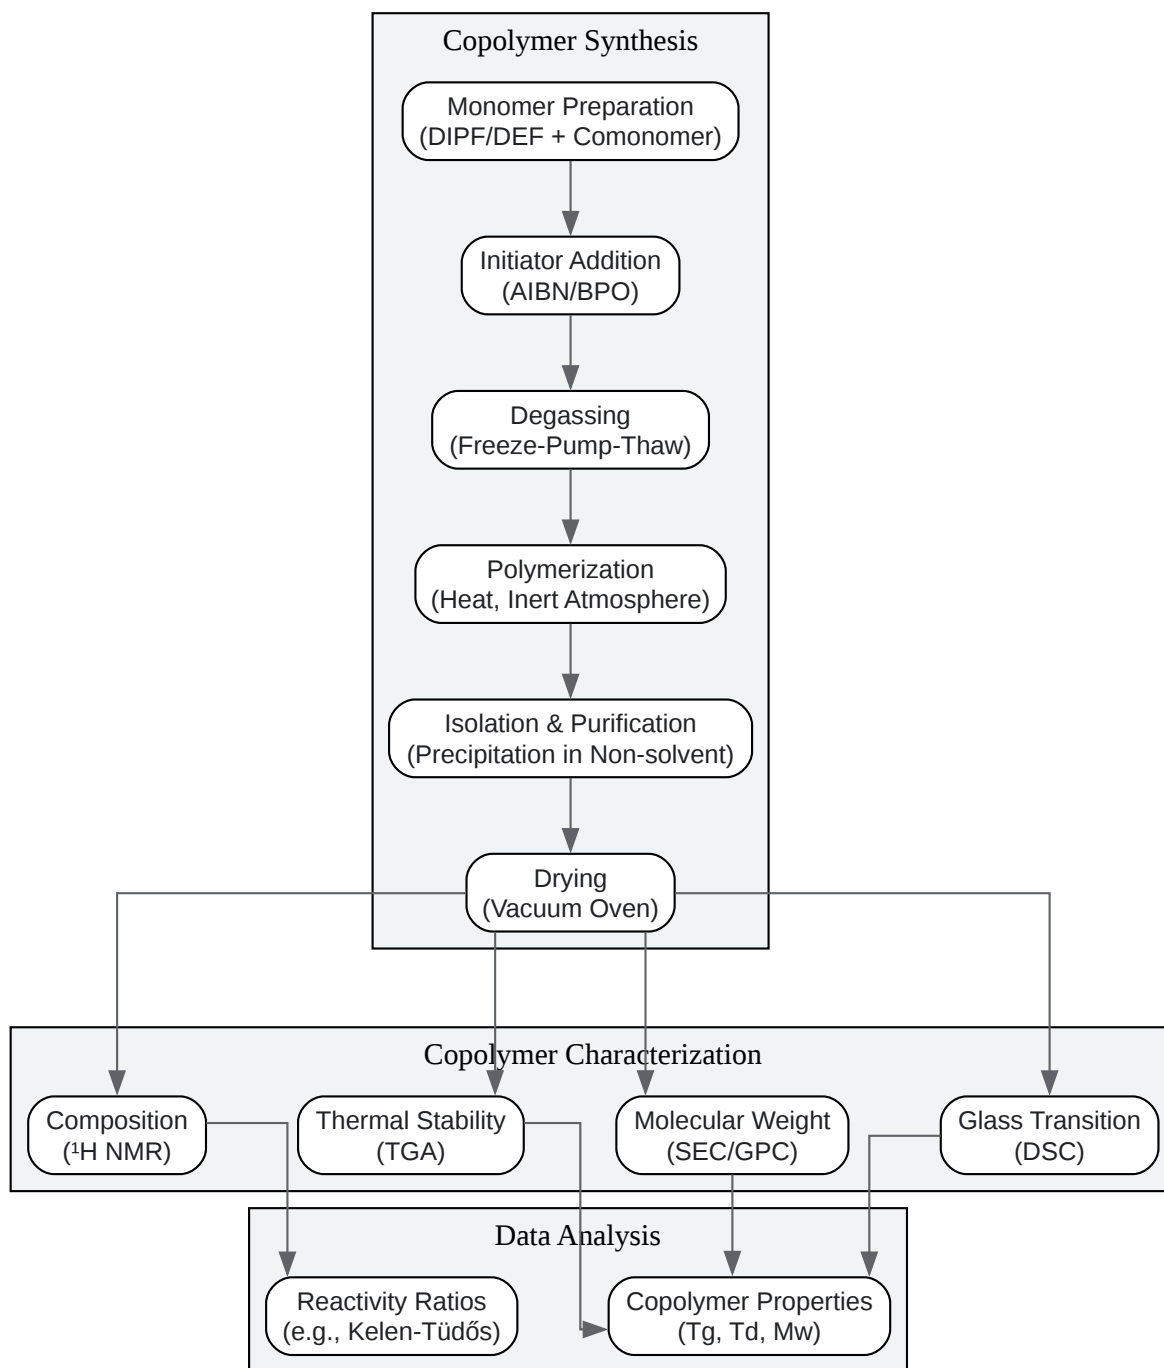 Copolymer Synthesis
Monomer Preparation
(DIPF/DEF + Comonomer)
Initiator Addition
(AIBN/BPO)
Degassing
(Freeze-Pump-Thaw)
Polymerization
(Heat, Inert Atmosphere)
Isolation & Purification
(Precipitation in Non-solvent)
Drying
(Vacuum Oven)
Copolymer Characterization
Composition
(¹H NMR)
Thermal Stability
(TGA)
Molecular Weight
(SEC/GPC)
Glass Transition
(DSC)
Data Analysis
Reactivity Ratios
(e.g., Kelen-Tüdős)
Copolymer Properties
(Tg, Td, Mw)